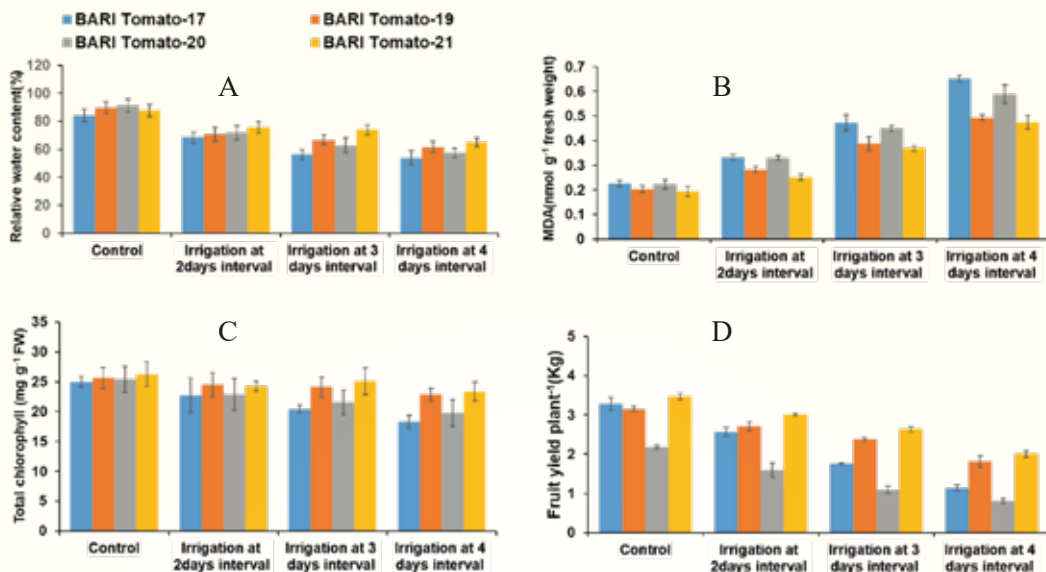 BARI Tomato-17 BARI Tomato-19
BARI Tomato-20 BARI Tomato-21
A
Relative water content(%)
120
100
80
60
40
20
0
Control Irrigation at 2days interval Irrigation at 3 days interval Irrigation at 4 days interval
B
MDA(nmol g⁻¹ fresh weight)
0.7
0.6
0.5
0.4
0.3
0.2
0.1
0
Control Irrigation at 2days interval Irrigation at 3 days interval Irrigation at 4 days interval
C
Total chlorophyll (mg g⁻¹ FW)
35
30
25
20
15
10
5
0
Control Irrigation at 2days interval Irrigation at 3 days interval Irrigation at 4 days interval
D
Fruit yield plant⁻¹(Kg)
5
4
3
2
1
0
Control Irrigation at 2days interval Irrigation at 3 days interval Irrigation at 4 days interval